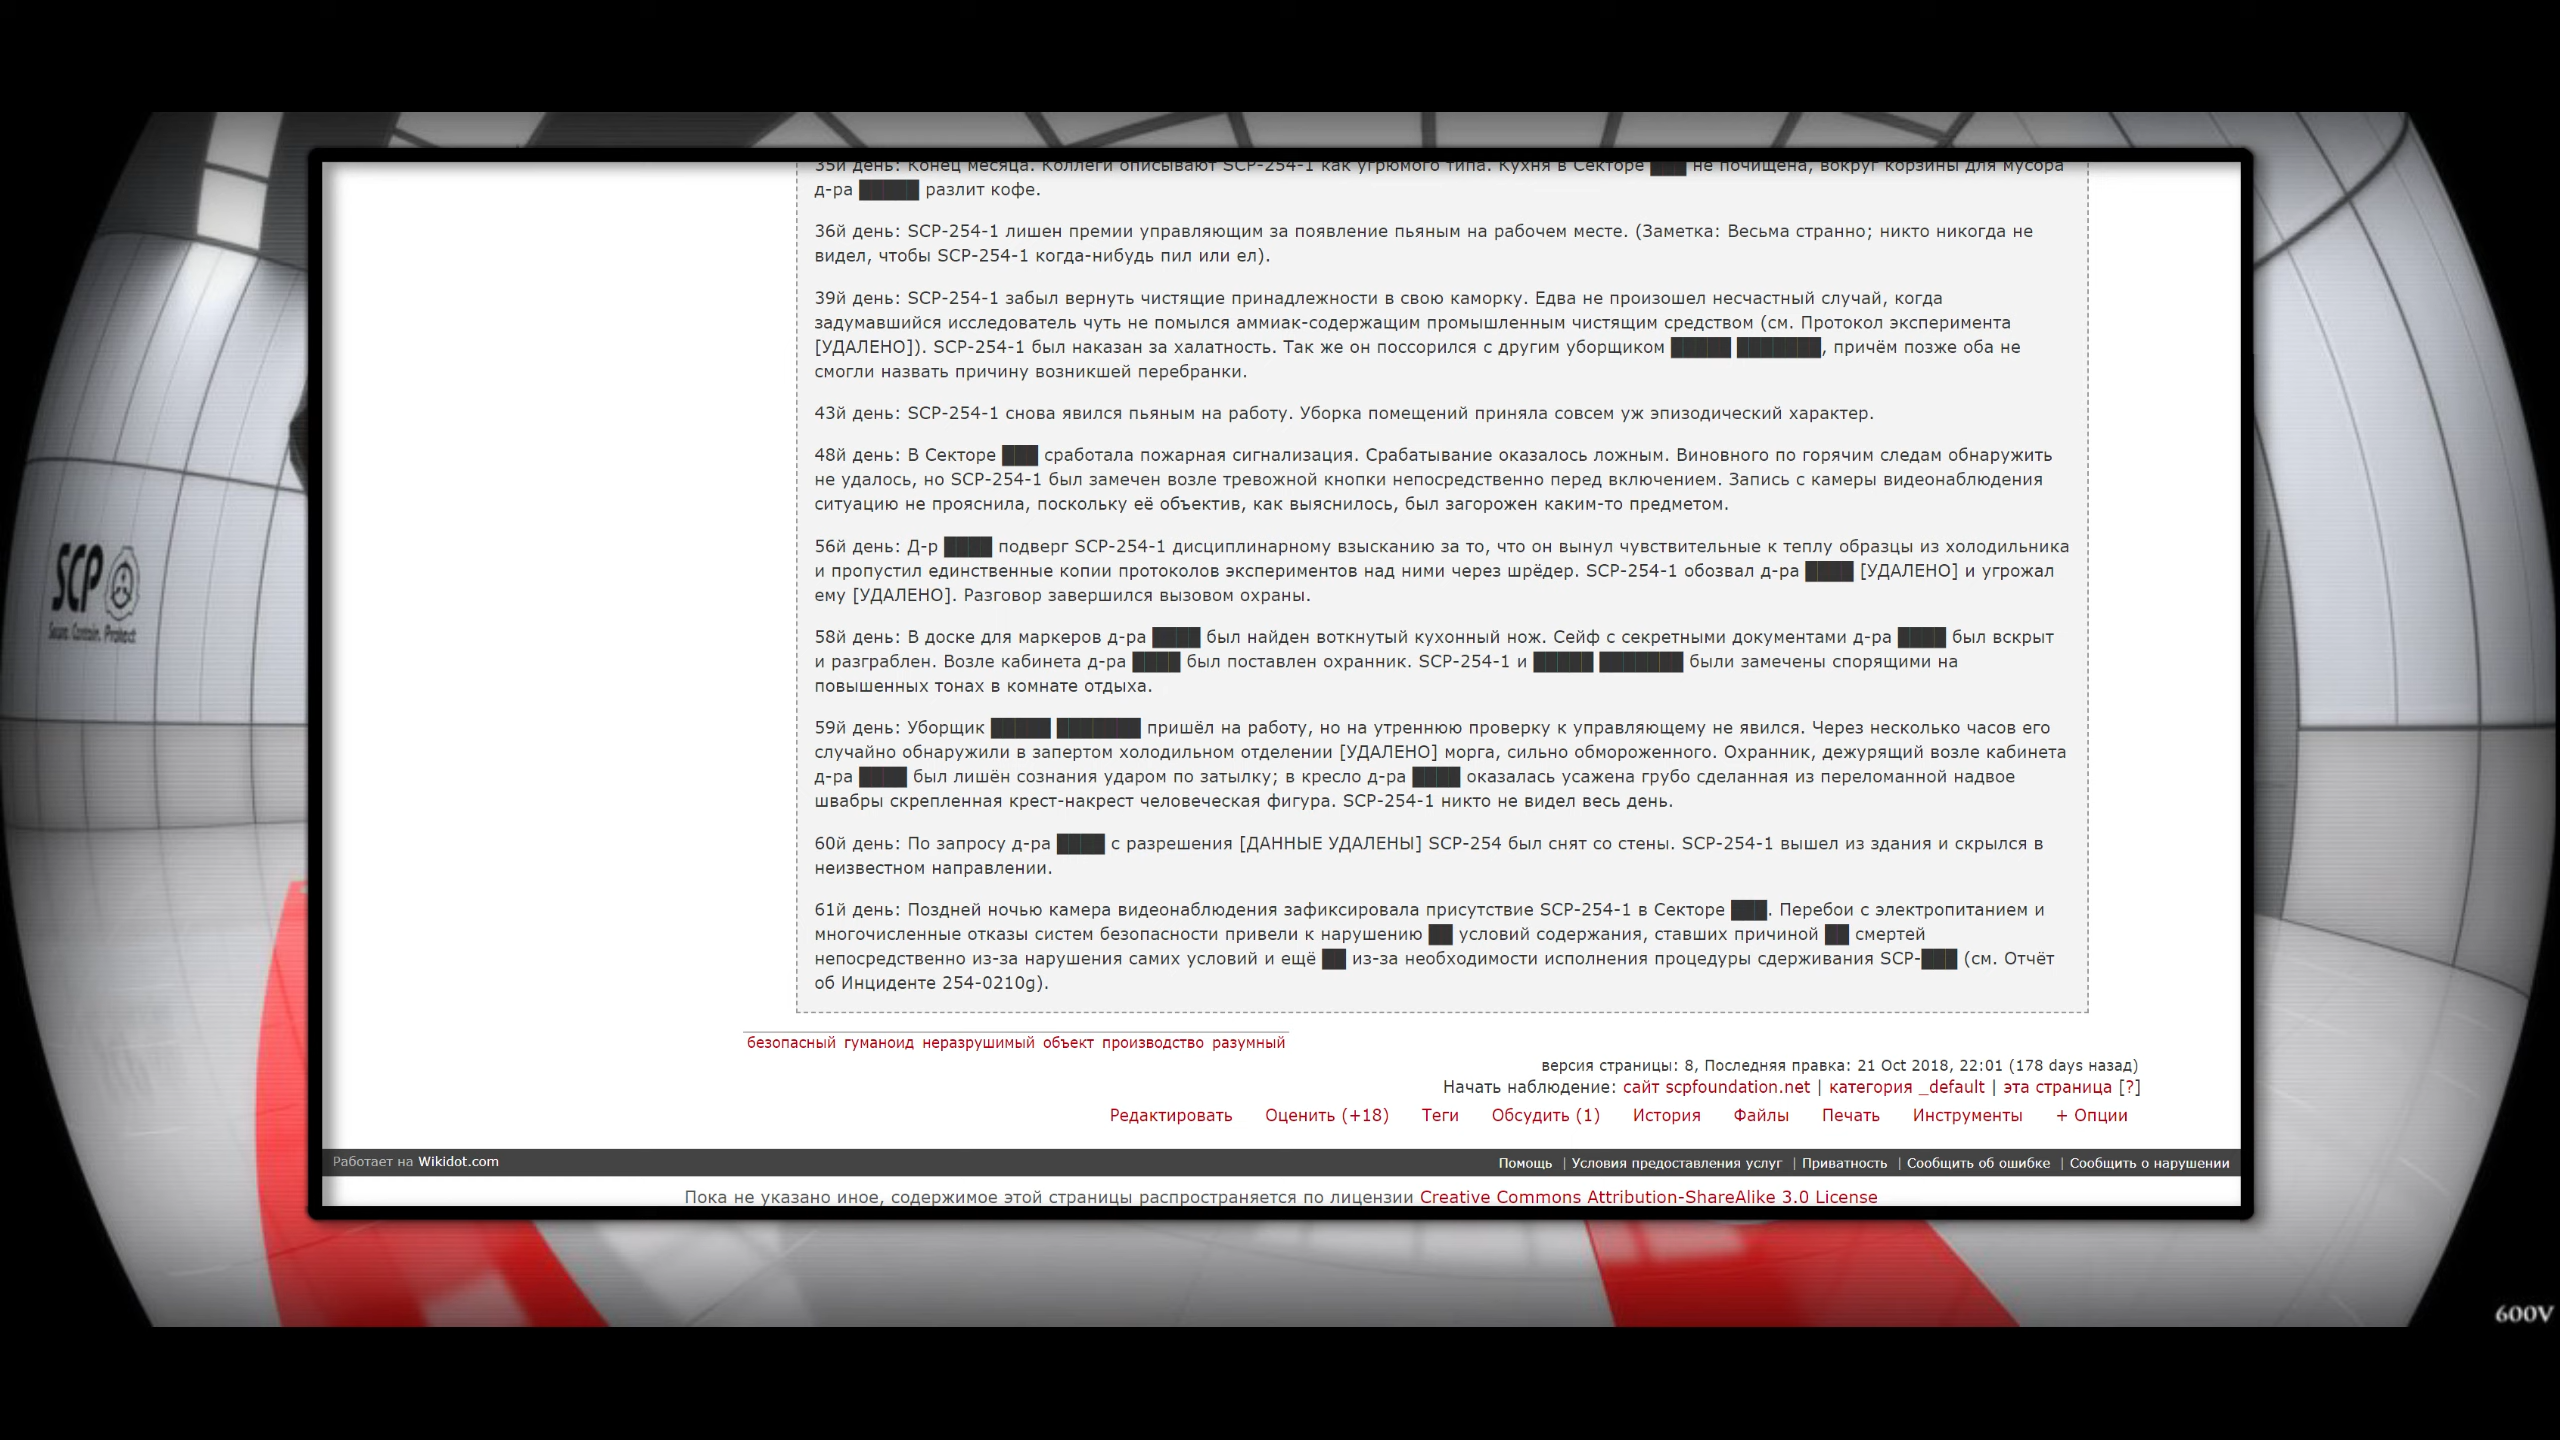 35й день: Конец месяца. Коллеги описывают SCP-254-1 как угрюмого типа. Кухня в Секторе ███ не почищена, вокруг корзины для мусора
д-ра █████ разлит кофе.
36й день: SCP-254-1 лишен премии управляющим за появление пьяным на рабочем месте. (Заметка: Весьма странно; никто никогда не
видел, чтобы SCP-254-1 когда-нибудь пил или ел).
39й день: SCP-254-1 забыл вернуть чистящие принадлежности в свою каморку. Едва не произошел несчастный случай, когда
задумавшийся исследователь чуть не помылся аммиак-содержащим промышленным чистящим средством (см. Протокол эксперимента
[УДАЛЕНО]). SCP-254-1 был наказан за халатность. Так же он поссорился с другим уборщиком █████ ███████, причём позже оба не
смогли назвать причину возникшей перебранки.
43й день: SCP-254-1 снова явился пьяным на работу. Уборка помещений приняла совсем уж эпизодический характер.
48й день: В Секторе ███ сработала пожарная сигнализация. Срабатывание оказалось ложным. Виновного по горячим следам обнаружить
не удалось, но SCP-254-1 был замечен возле тревожной кнопки непосредственно перед включением. Запись с камеры видеонаблюдения
ситуацию не прояснила, поскольку её объектив, как выяснилось, был загорожен каким-то предметом.
56й день: Д-р ████ подверг SCP-254-1 дисциплинарному взысканию за то, что он вынул чувствительные к теплу образцы из холодильника
и пропустил единственные копии протоколов экспериментов над ними через шрёдер. SCP-254-1 обозвал д-ра ████ [УДАЛЕНО] и угрожал
ему [УДАЛЕНО]. Разговор завершился вызовом охраны.
58й день: В доске для маркеров д-ра ████ был найден воткнутый кухонный нож. Сейф с секретными документами д-ра ████ был вскрыт
и разграблен. Возле кабинета д-ра ████ был поставлен охранник. SCP-254-1 и █████ ███████ были замечены спорящими на
повышенных тонах в комнате отдыха.
59й день: Уборщик █████ ███████ пришёл на работу, но на утреннюю проверку к управляющему не явился. Через несколько часов его
случайно обнаружили в запертом холодильном отделении [УДАЛЕНО] морга, сильно обмороженного. Охранник, дежурящий возле кабинета
д-ра ████ был лишён сознания ударом по затылку; в кресло д-ра ████ оказалась усажена грубо сделанная из переломанной надвое
швабры скрепленная крест-накрест человеческая фигура. SCP-254-1 никто не видел весь день.
60й день: По запросу д-ра ████ с разрешения [ДАННЫЕ УДАЛЕНЫ] SCP-254 был снят со стены. SCP-254-1 вышел из здания и скрылся в
неизвестном направлении.
61й день: Поздней ночью камера видеонаблюдения зафиксировала присутствие SCP-254-1 в Секторе ███. Перебои с электропитанием и
многочисленные отказы систем безопасности привели к нарушению ██ условий содержания, ставших причиной ██ смертей
непосредственно из-за нарушения самих условий и ещё ██ из-за необходимости исполнения процедуры сдерживания SCP-███ (см. Отчёт
об Инциденте 254-0210g).
безопасный гуманоид неразрушимый объект производство разумный
версия страницы: 8, Последняя правка: 21 Oct 2018, 22:01 (178 days назад)
Начать наблюдение: сайт scpfoundation.net | категория _default | эта страница [?]
Редактировать Оценить (+18) Теги Обсудить (1) История Файлы Печать Инструменты + Опции
Работает на Wikidot.com
Помощь | Условия предоставления услуг | Приватность | Сообщить об ошибке | Сообщить о нарушении
Пока не указано иное, содержимое этой страницы распространяется по лицензии Creative Commons Attribution-ShareAlike 3.0 License
SCP
Secure. Contain. Protect
600V